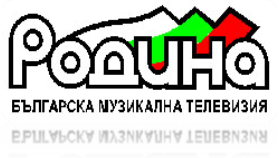 Родина
БЪЛГАРСКА МУЗИКАЛНА ТЕЛЕВИЗИЯ